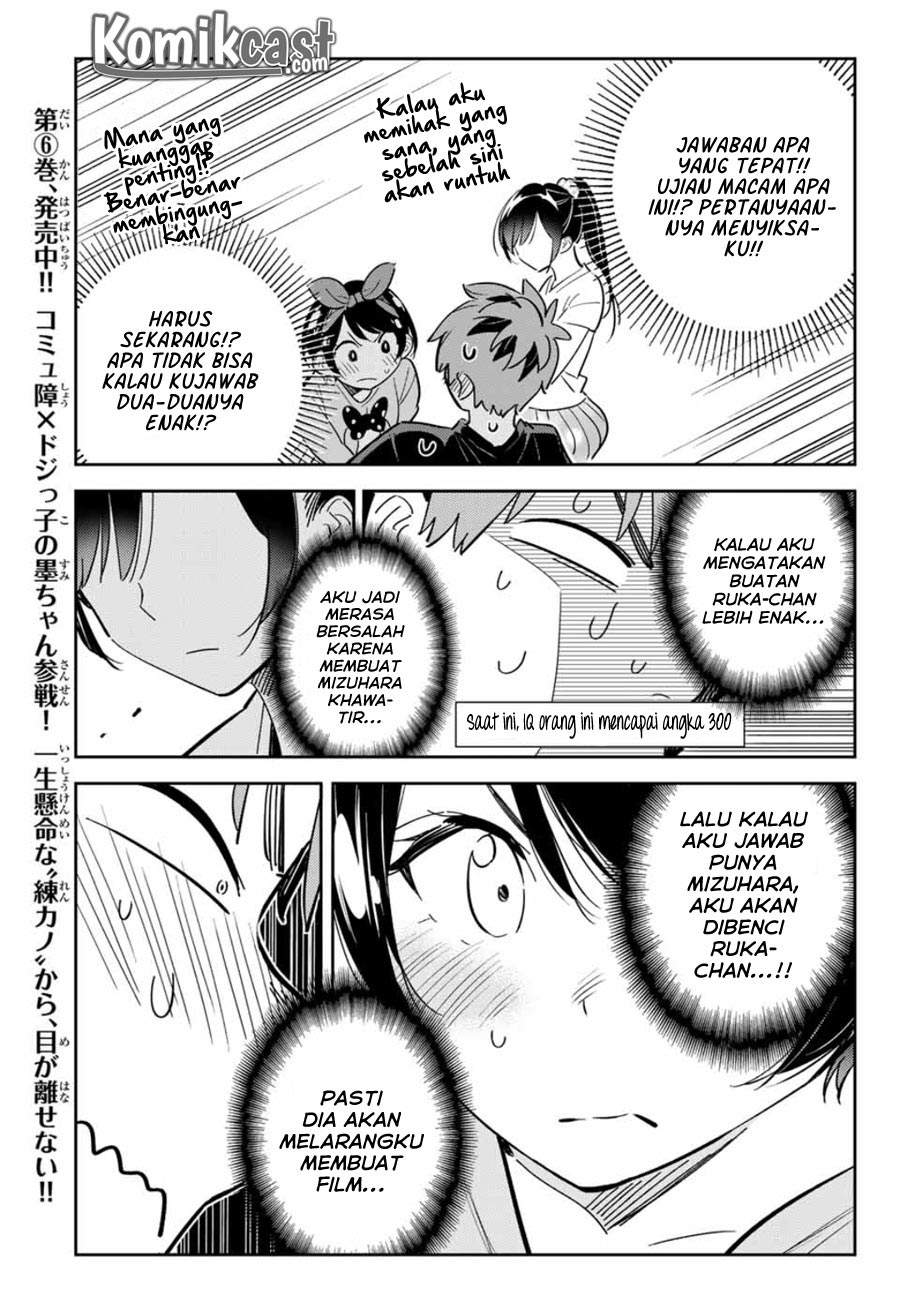 Komikcast
.com
JAWABAN APA
YANG TEPAT!!
UJIAN MACAM APA
INI!? PERTANYAAN-
NYA MENYIKSA-
KU!!
Kalau aku
memihak yang
sana, yang
sebelah sini
akan runtuh
Mana yang
kuanggap
penting!?
Benar-benar
membingung-
kan
HARUS
SEKARANG!?
APA TIDAK BISA
KALAU KUJAWAB
DUA-DUANYA
ENAK!?
KALAU AKU
MENGATAKAN
BUATAN
RUKA-CHAN
LEBIH ENAK...
AKU JADI
MERASA
BERSALAH
KARENA
MEMBUAT
MIZUHARA
KHAWA-
TIR...
Saat ini, IQ orang ini mencapai angka 300
LALU KALAU
AKU JAWAB
PUNYA
MIZUHARA,
AKU AKAN
DIBENCI
RUKA-
CHAN...!!
PASTI
DIA AKAN
MELARANGKU
MEMBUAT
FILM...
第⑥巻、発売中!! コミュ障×ドジっ子の墨ちゃん参戦! 一生懸命な〝練カノ〟から、目が離せない!!